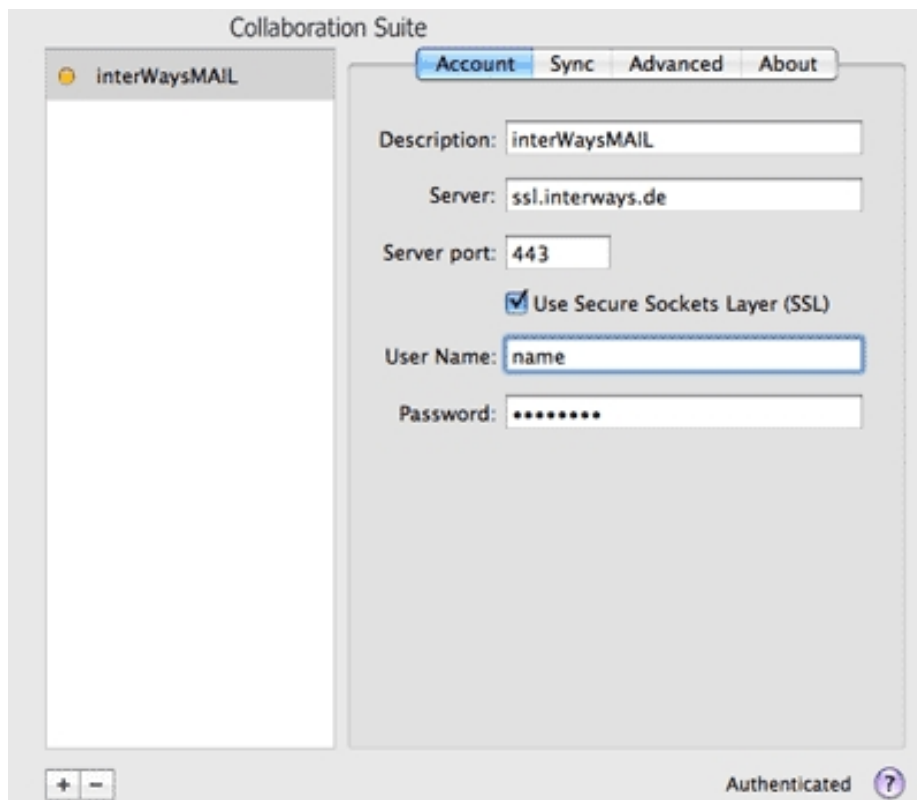 Collaboration Suite
interWaysMAIL
Account Sync Advanced About
Description: interWaysMAIL
Server: ssl.interways.de
Server port: 443
Use Secure Sockets Layer (SSL)
User Name: name
Password: ••••••••
+ −
Authenticated ?